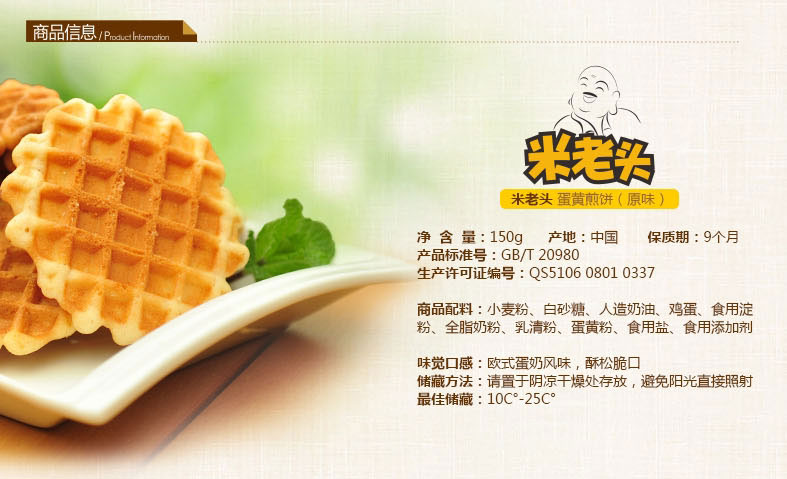 商品信息 / Product Information
米老头
米老头 蛋黄煎饼（原味）
净 含 量：150g 产地：中国 保质期：9个月
产品标准号：GB/T 20980
生产许可证编号：QS5106 0801 0337
商品配料：小麦粉、白砂糖、人造奶油、鸡蛋、食用淀
粉、全脂奶粉、乳清粉、蛋黄粉、食用盐、食用添加剂
味觉口感：欧式蛋奶风味，酥松脆口
储藏方法：请置于阴凉干燥处存放，避免阳光直接照射
最佳储藏：10C°-25C°